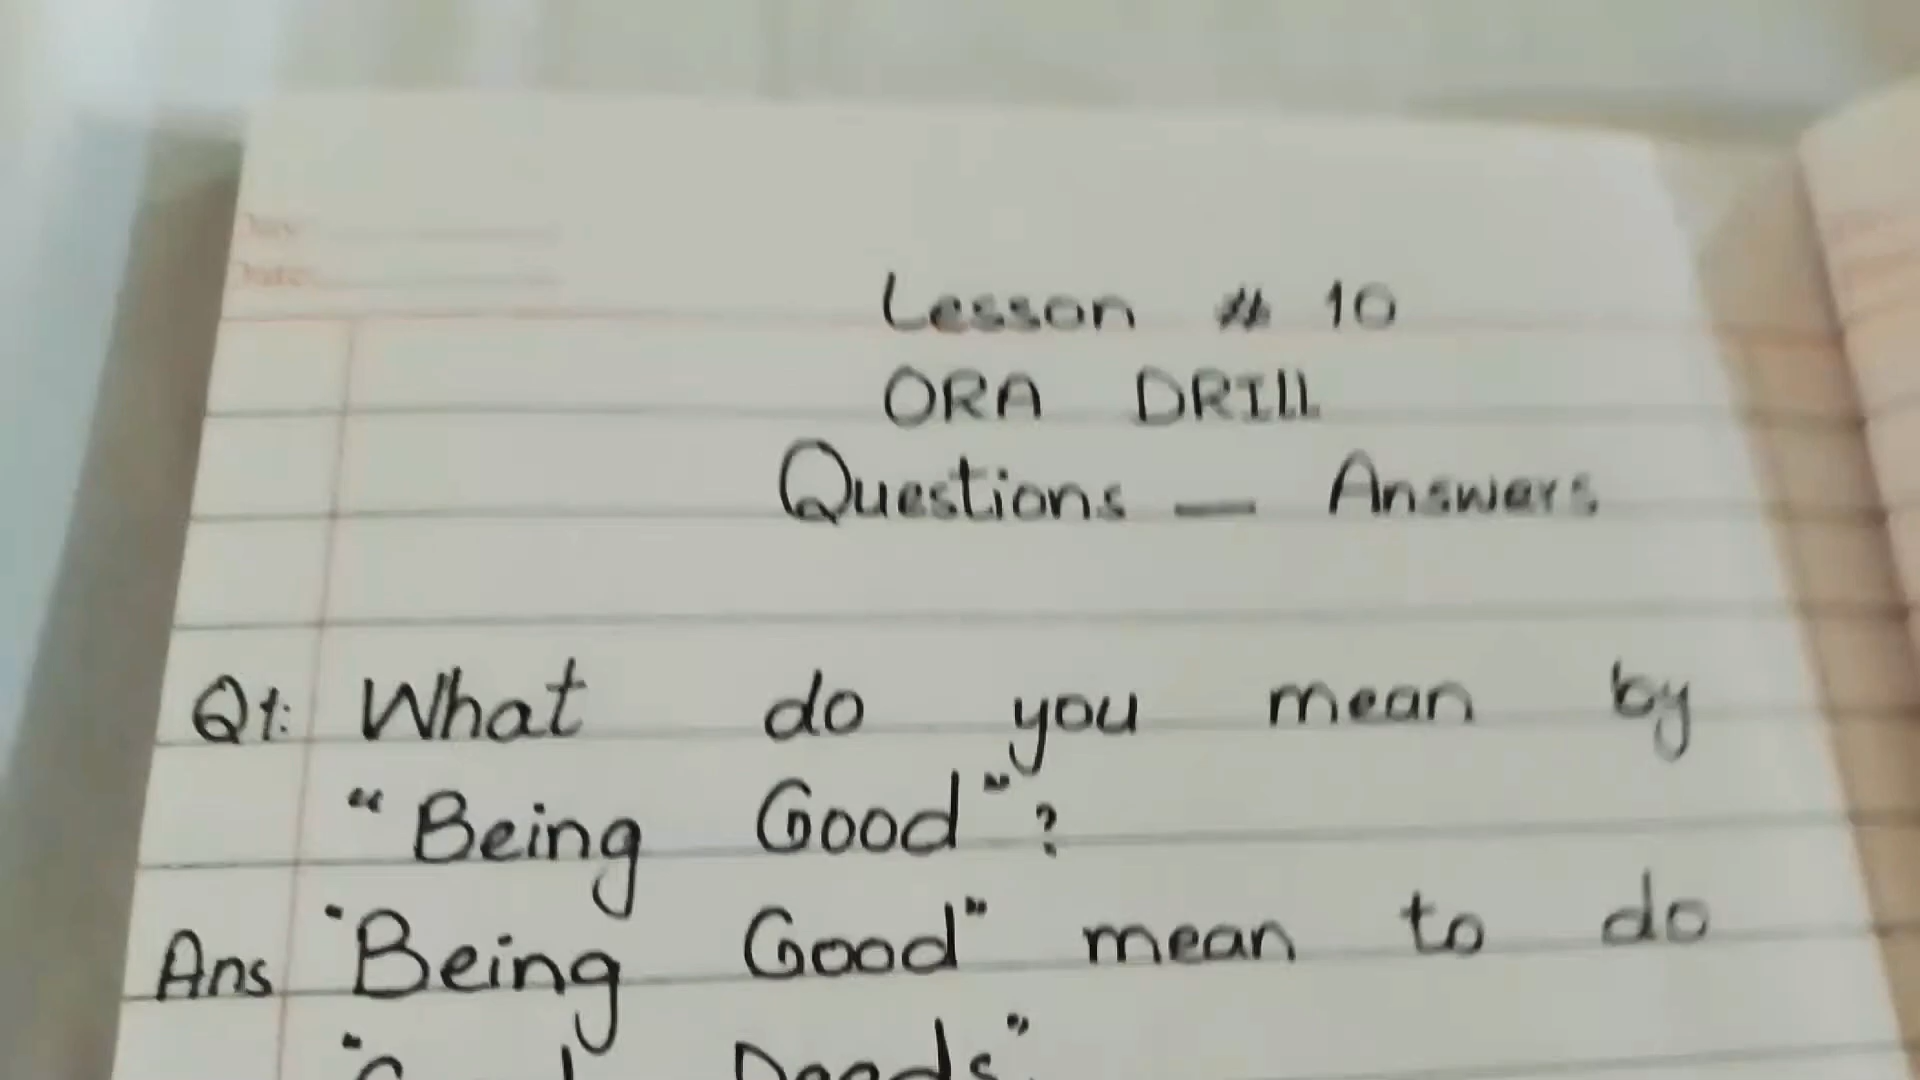 Lesson # 10
ORA DRILL
Questions — Answers
Q1: What do you mean by
"Being Good"?
Ans "Being Good" mean to do
Deeds"